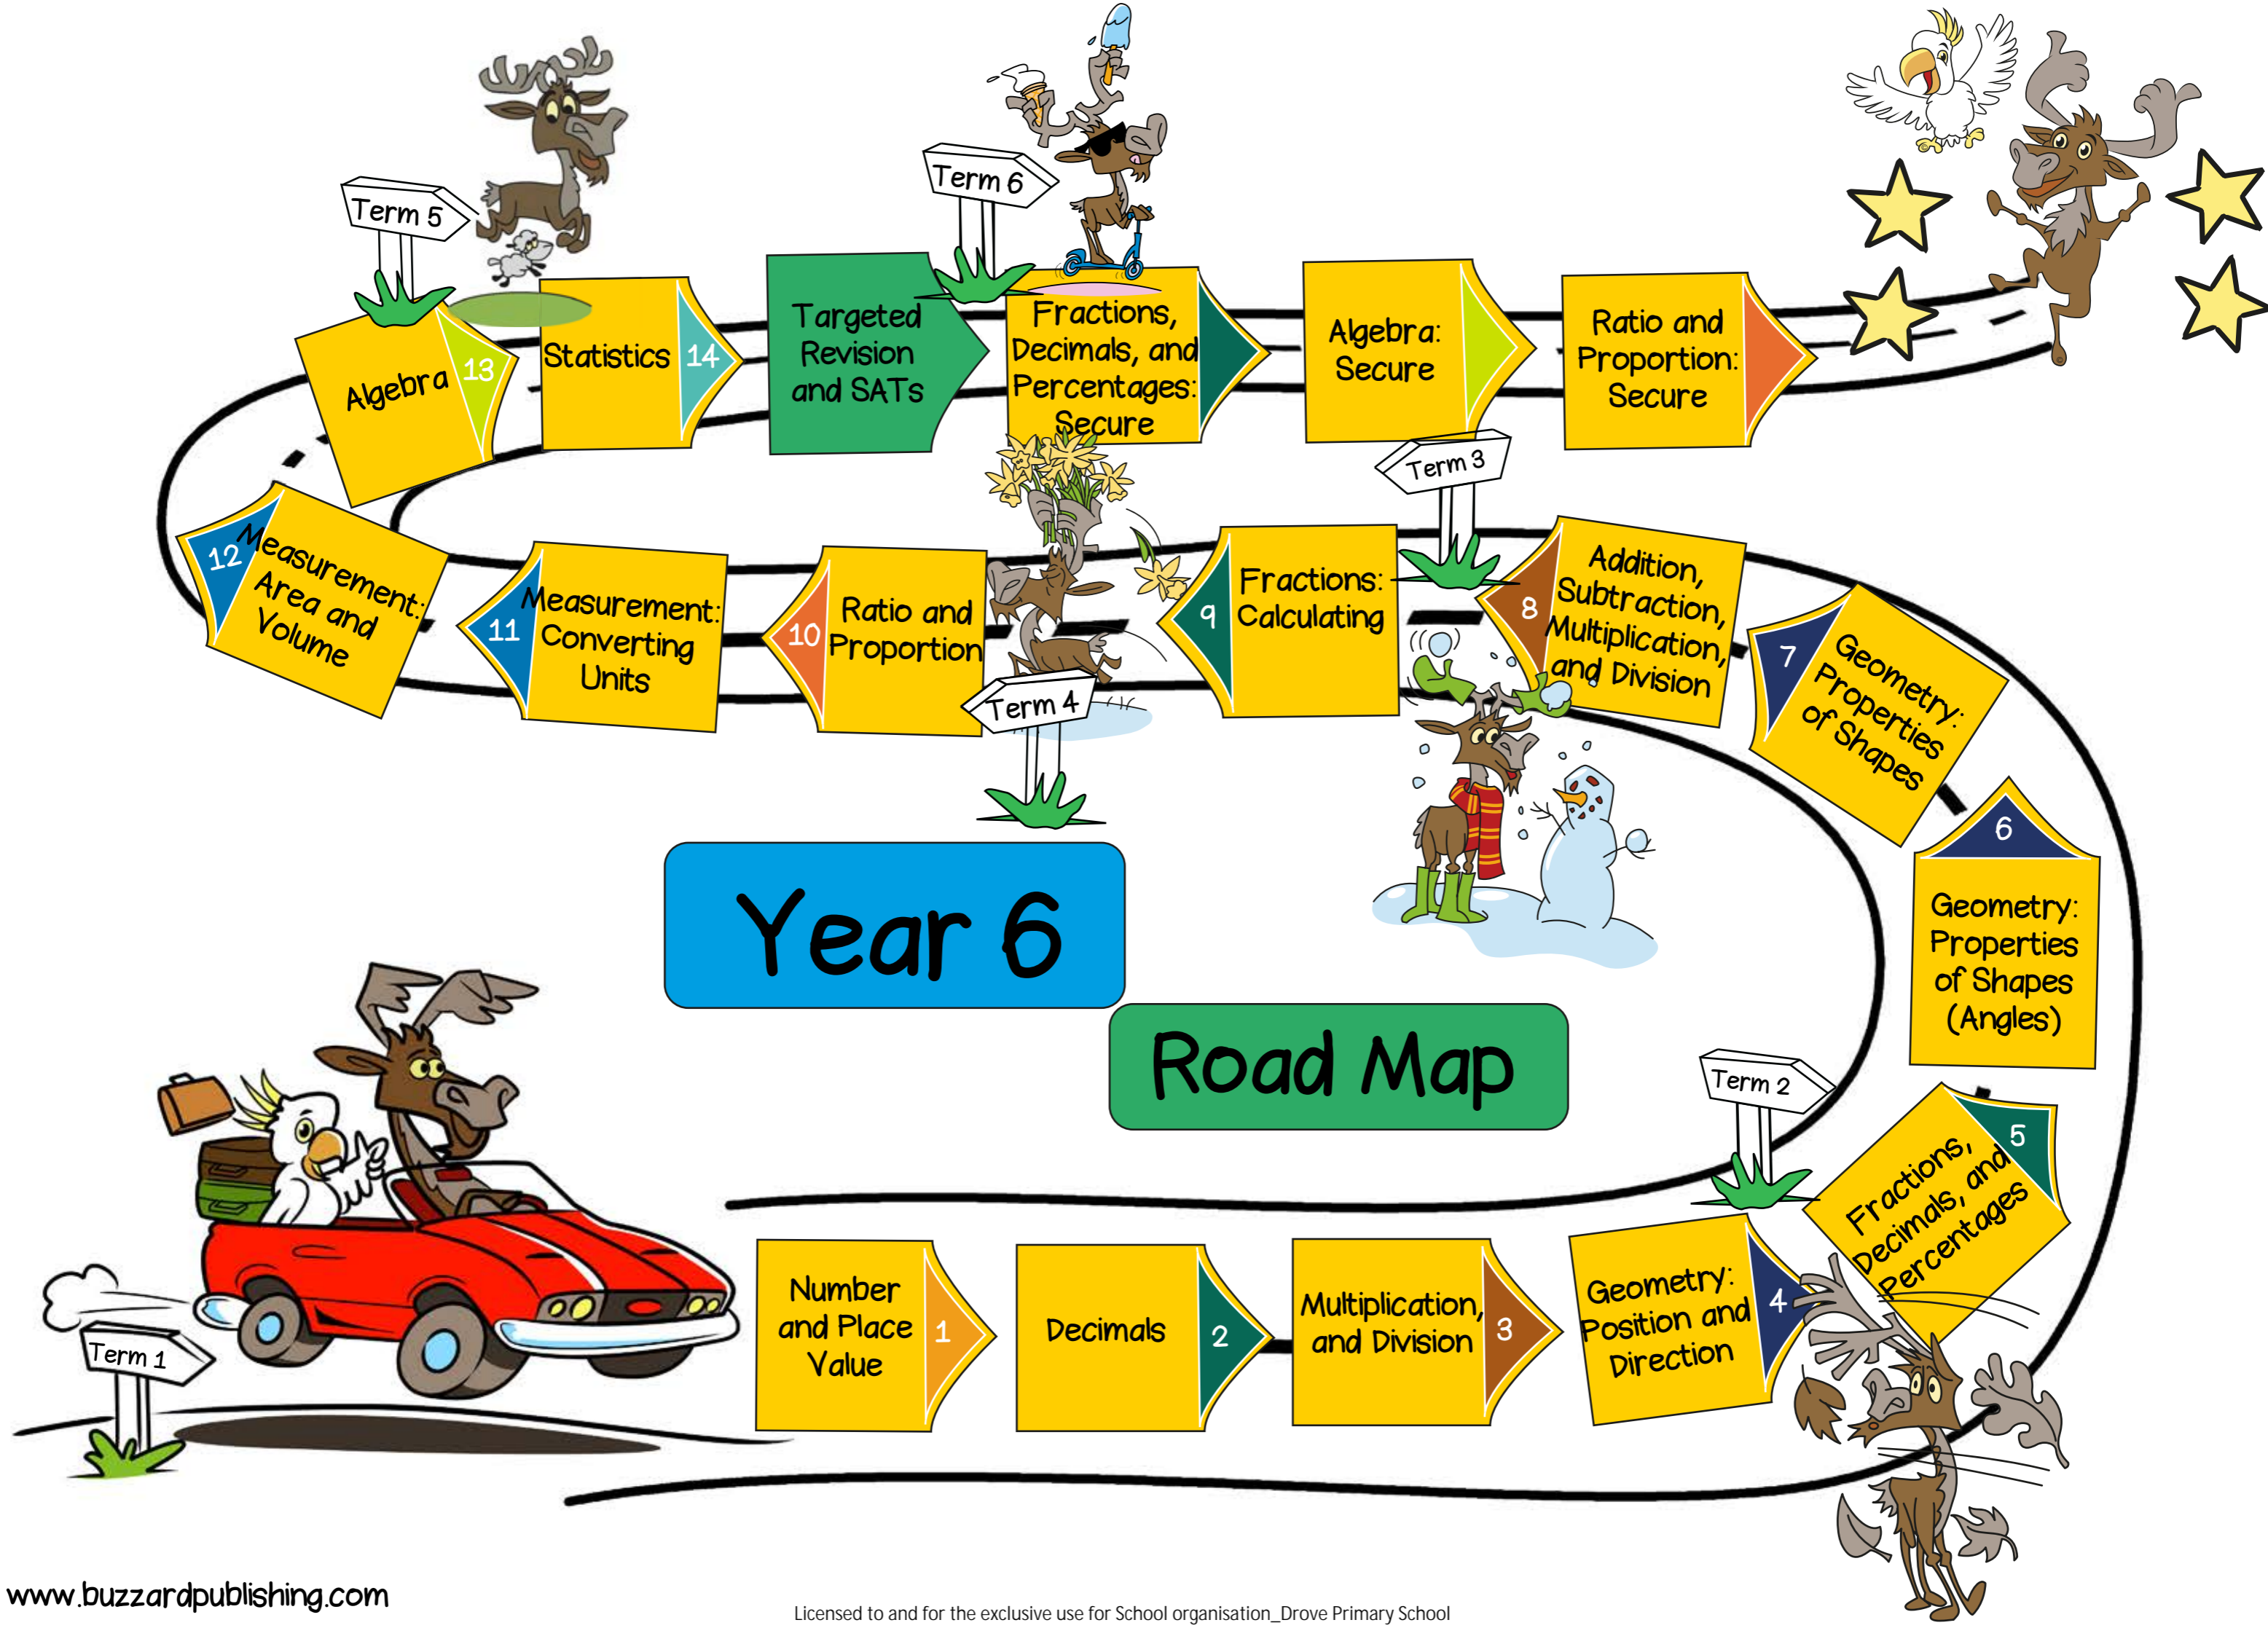 Year 6
Road Map
Term 1
Number
and Place
Value
1
Decimals
2
Multiplication,
and Division
3
Geometry:
Position and
Direction
4
Term 2
Fractions,
Decimals, and
Percentages
5
Geometry:
Properties
of Shapes
(Angles)
6
Geometry:
Properties
of Shapes
7
Addition,
Subtraction,
Multiplication,
and Division
8
Term 3
Fractions:
Calculating
9
Term 4
Ratio and
Proportion
10
Measurement:
Converting
Units
11
Measurement:
Area and
Volume
12
Term 5
Algebra
13
Statistics
14
Targeted
Revision
and SATs
Term 6
Fractions,
Decimals, and
Percentages:
Secure
Algebra:
Secure
Ratio and
Proportion:
Secure
www.buzzardpublishing.com
Licensed to and for the exclusive use for School organisation_Drove Primary School